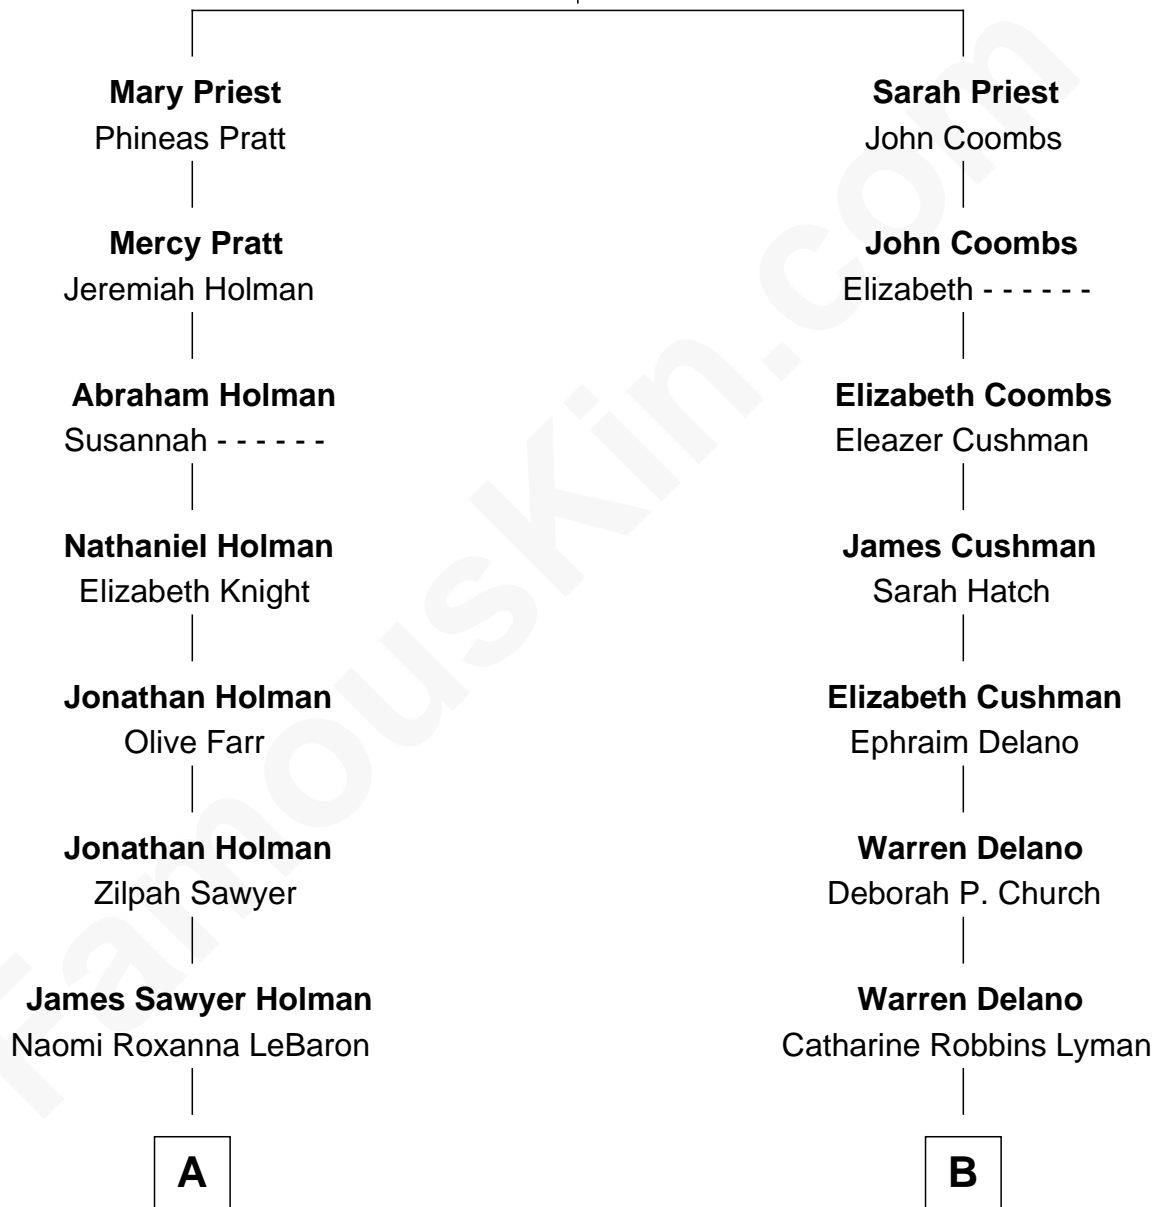 Mary Priest
Phineas Pratt
Mercy Pratt
Jeremiah Holman
Abraham Holman
Susannah - - - - - -
Nathaniel Holman
Elizabeth Knight
Jonathan Holman
Olive Farr
Jonathan Holman
Zilpah Sawyer
James Sawyer Holman
Naomi Roxanna LeBaron
A
Sarah Priest
John Coombs
John Coombs
Elizabeth - - - - - -
Elizabeth Coombs
Eleazer Cushman
James Cushman
Sarah Hatch
Elizabeth Cushman
Ephraim Delano
Warren Delano
Deborah P. Church
Warren Delano
Catharine Robbins Lyman
B
FamousKin.com